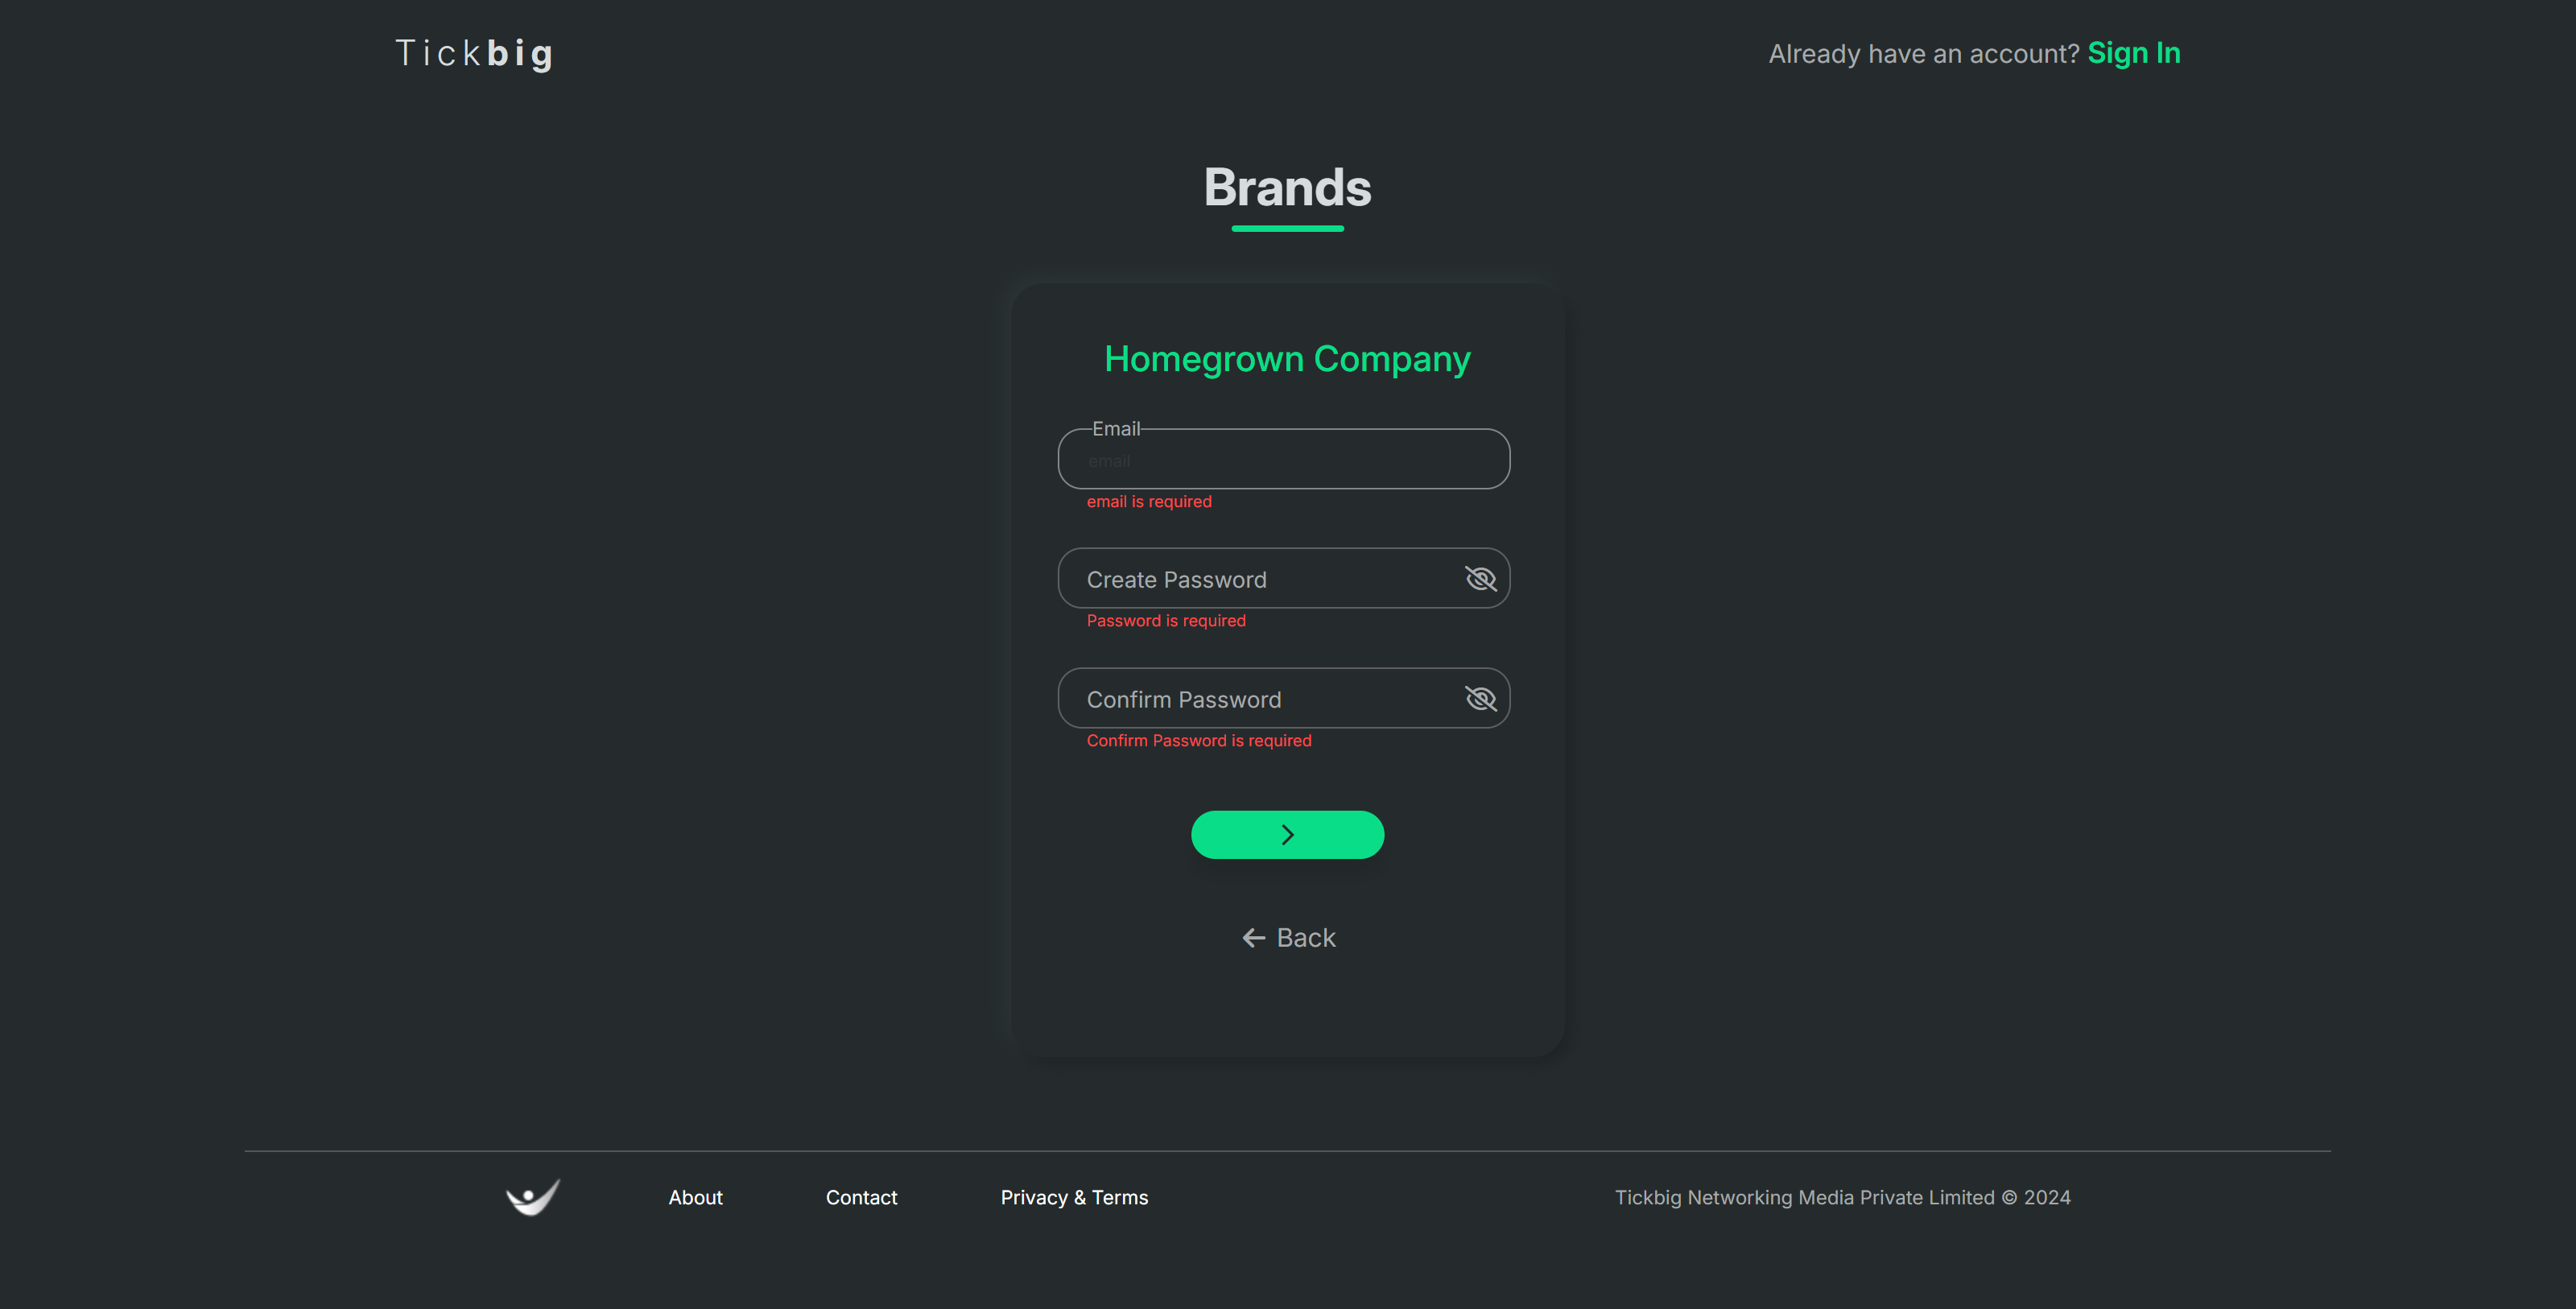 Tickbig
Already have an account? Sign In
Brands
Homegrown Company
Email
email
email is required
Create Password
Password is required
Confirm Password
Confirm Password is required
Back
About
Contact
Privacy & Terms
Tickbig Networking Media Private Limited © 2024